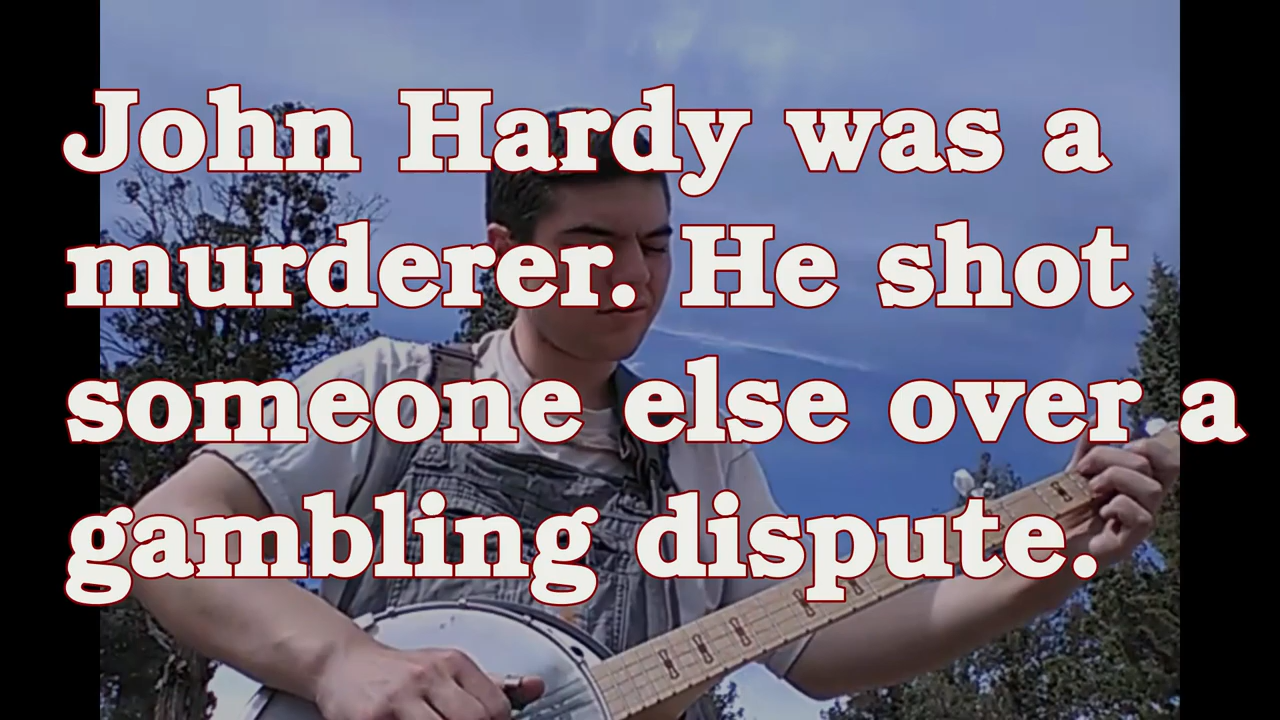 John Hardy was a
murderer. He shot
someone else over a
gambling dispute.